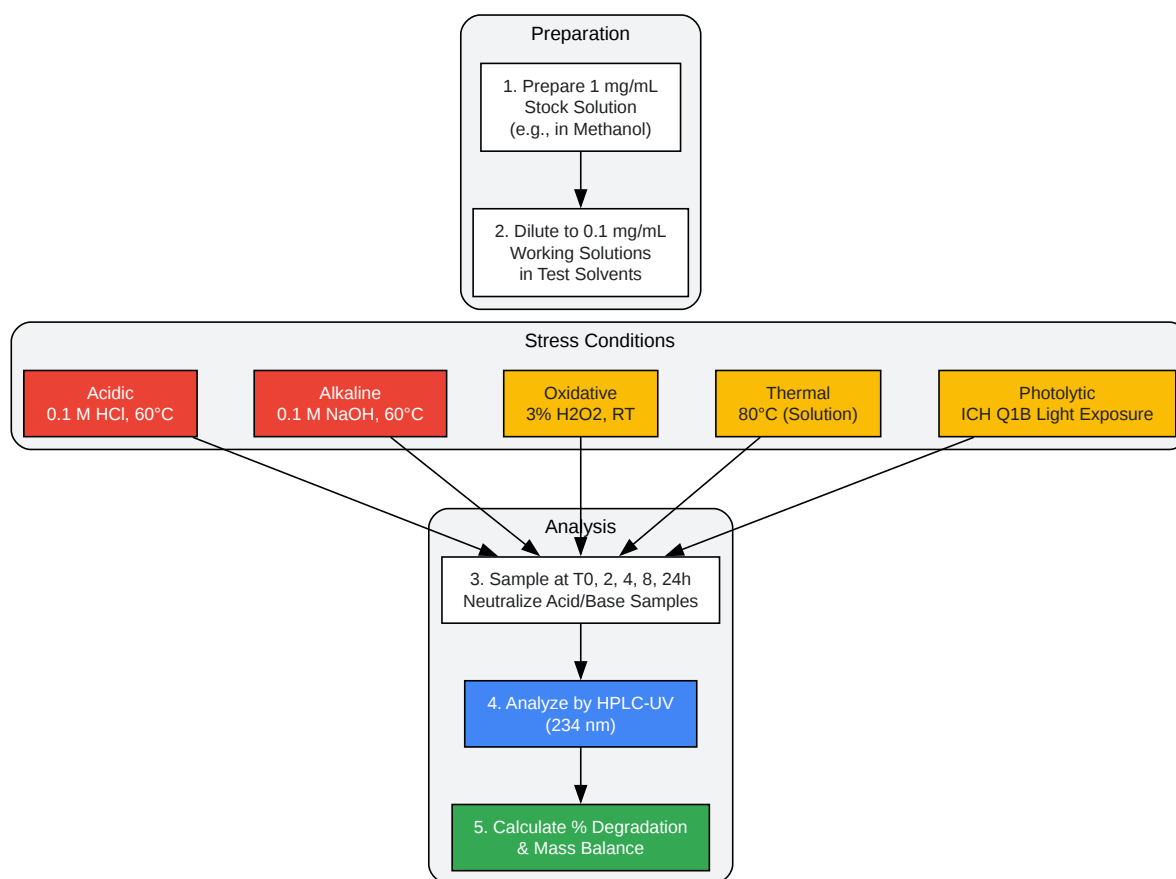 Preparation
1. Prepare 1 mg/mL
Stock Solution
(e.g., in Methanol)
2. Dilute to 0.1 mg/mL
Working Solutions
in Test Solvents
Stress Conditions
Acidic
0.1 M HCl, 60°C
Alkaline
0.1 M NaOH, 60°C
Oxidative
3% H2O2, RT
Thermal
80°C (Solution)
Photolytic
ICH Q1B Light Exposure
Analysis
3. Sample at T0, 2, 4, 8, 24h
Neutralize Acid/Base Samples
4. Analyze by HPLC-UV
(234 nm)
5. Calculate % Degradation
& Mass Balance